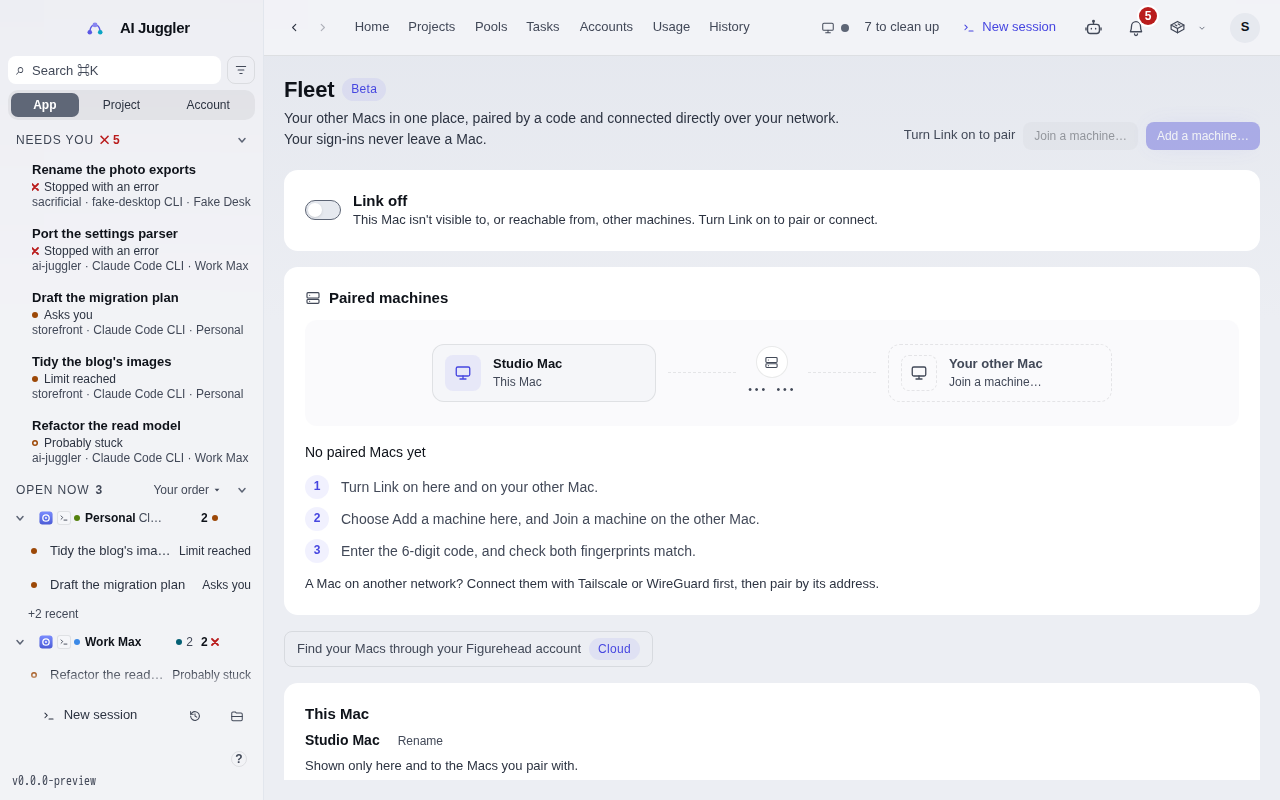 AI Juggler
Search ⌘K
App
Project
Account
NEEDS YOU 5
Rename the photo exports
Stopped with an error
sacrificial · fake-desktop CLI · Fake Desk
Port the settings parser
Stopped with an error
ai-juggler · Claude Code CLI · Work Max
Draft the migration plan
Asks you
storefront · Claude Code CLI · Personal
Tidy the blog's images
Limit reached
storefront · Claude Code CLI · Personal
Refactor the read model
Probably stuck
ai-juggler · Claude Code CLI · Work Max
OPEN NOW 3
Your order
Personal Cl… 2
Tidy the blog's ima… Limit reached
Draft the migration plan Asks you
+2 recent
Work Max 2 2
Refactor the read… Probably stuck
New session
?
v0.0.0-preview
Home
Projects
Pools
Tasks
Accounts
Usage
History
7 to clean up
New session
5
S
Fleet Beta
Your other Macs in one place, paired by a code and connected directly over your network.
Your sign-ins never leave a Mac.
Turn Link on to pair
Join a machine…
Add a machine…
Link off
This Mac isn't visible to, or reachable from, other machines. Turn Link on to pair or connect.
Paired machines
Studio Mac
This Mac
••• •••
Your other Mac
Join a machine…
No paired Macs yet
1 Turn Link on here and on your other Mac.
2 Choose Add a machine here, and Join a machine on the other Mac.
3 Enter the 6-digit code, and check both fingerprints match.
A Mac on another network? Connect them with Tailscale or WireGuard first, then pair by its address.
Find your Macs through your Figurehead account Cloud
This Mac
Studio Mac Rename
Shown only here and to the Macs you pair with.